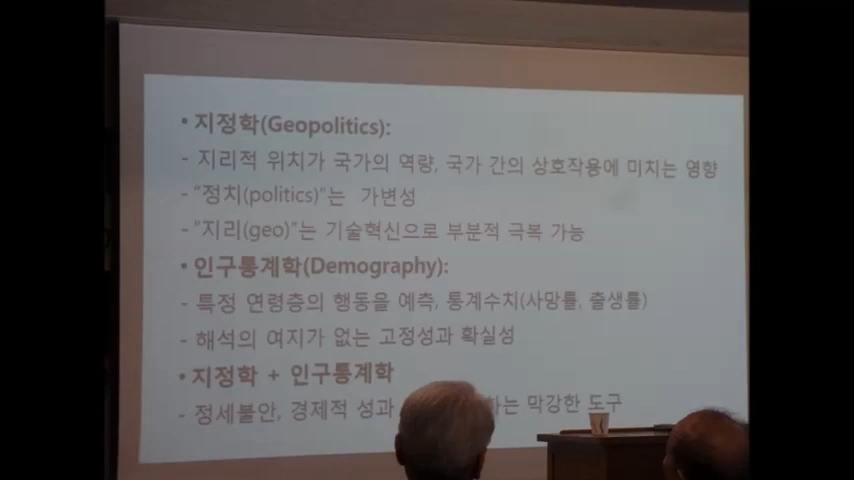 • 지정학(Geopolitics):
- 지리적 위치가 국가의 역량, 국가 간의 상호작용에 미치는 영향
- “정치(politics)”는 가변성
- “지리(geo)”는 기술혁신으로 부분적 극복 가능
• 인구통계학(Demography):
- 특정 연령층의 행동을 예측, 통계수치(사망률, 출생률)
- 해석의 여지가 없는 고정성과 확실성
• 지정학 + 인구통계학
- 정세불안, 경제적 성과 하는 막강한 도구